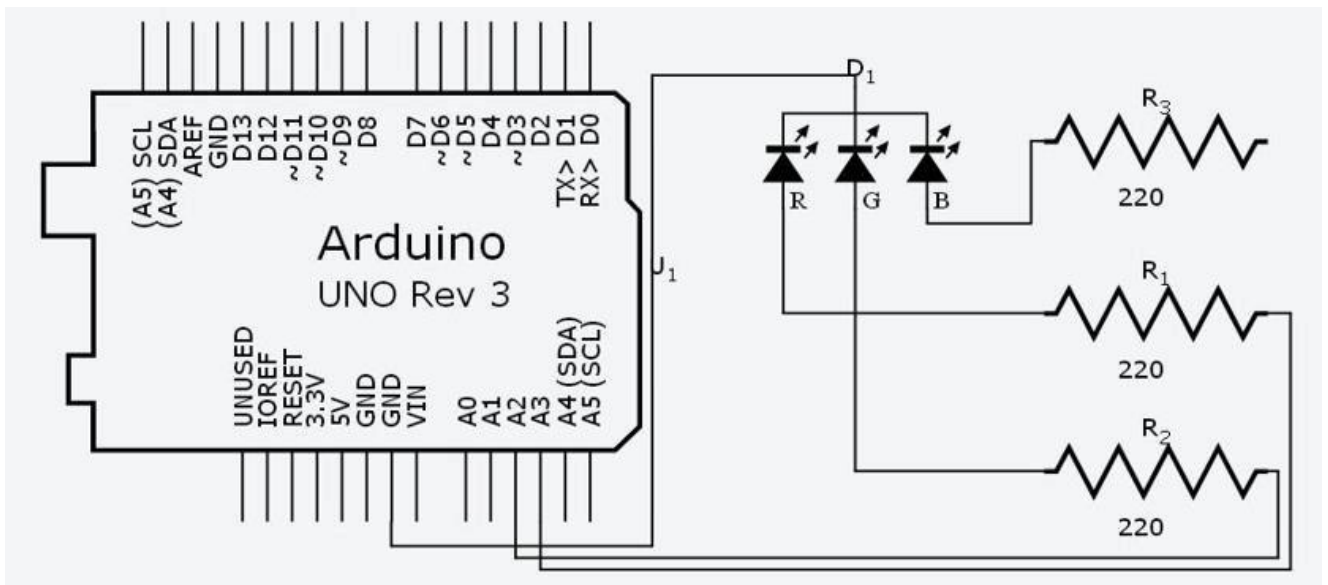 (A5) SCL
(A4) SDA
AREF
GND
D13
D12
~D11
~D10
~D9
D8
D7
~D6
~D5
D4
~D3
D2
TX> D1
RX> D0
Arduino
UNO Rev 3
UNUSED
IOREF
RESET
3.3V
5V
GND
GND
VIN
A0
A1
A2
A3
A4 (SDA)
A5 (SCL)
U1
D1
R
G
B
R3
220
R1
220
R2
220